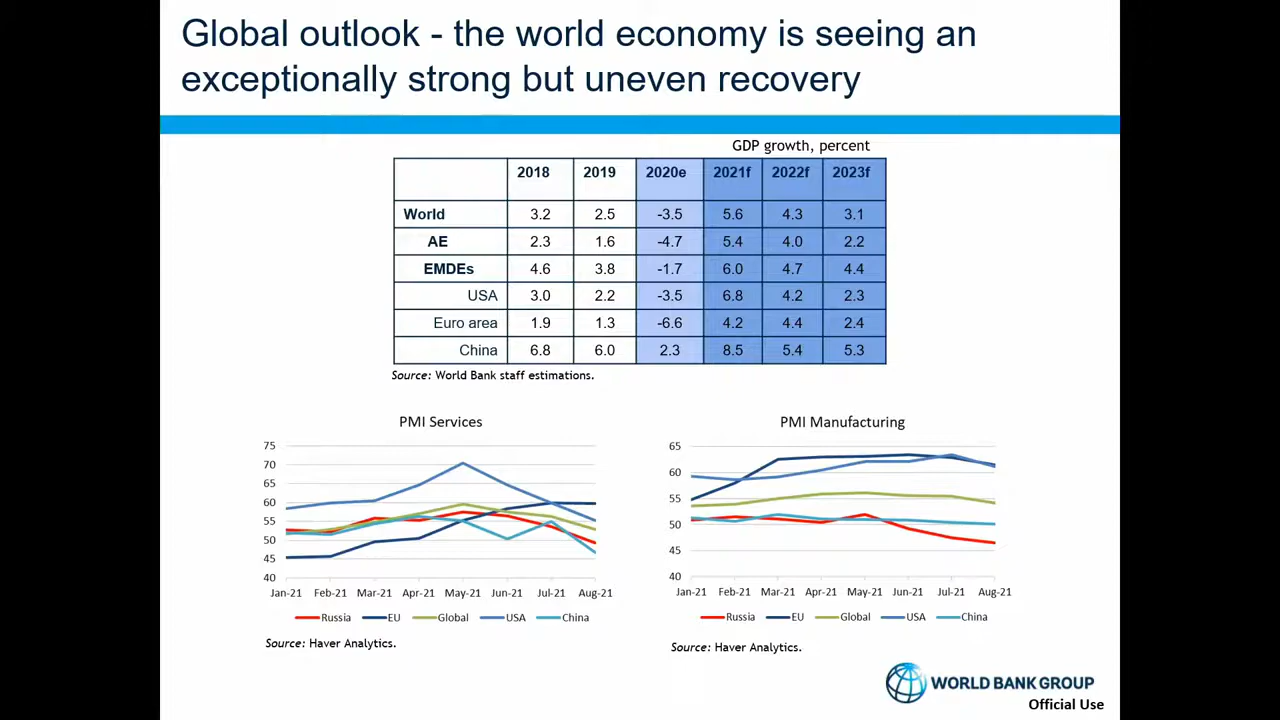 Global outlook - the world economy is seeing an
exceptionally strong but uneven recovery
GDP growth, percent
2018 2019 2020e 2021f 2022f 2023f
World 3.2 2.5 -3.5 5.6 4.3 3.1
AE 2.3 1.6 -4.7 5.4 4.0 2.2
EMDEs 4.6 3.8 -1.7 6.0 4.7 4.4
USA 3.0 2.2 -3.5 6.8 4.2 2.3
Euro area 1.9 1.3 -6.6 4.2 4.4 2.4
China 6.8 6.0 2.3 8.5 5.4 5.3
Source: World Bank staff estimations.
PMI Services
75
70
65
60
55
50
45
40
Jan-21 Feb-21 Mar-21 Apr-21 May-21 Jun-21 Jul-21 Aug-21
Russia EU Global USA China
Source: Haver Analytics.
PMI Manufacturing
65
60
55
50
45
40
Jan-21 Feb-21 Mar-21 Apr-21 May-21 Jun-21 Jul-21 Aug-21
Russia EU Global USA China
Source: Haver Analytics.
WORLD BANK GROUP
Official Use